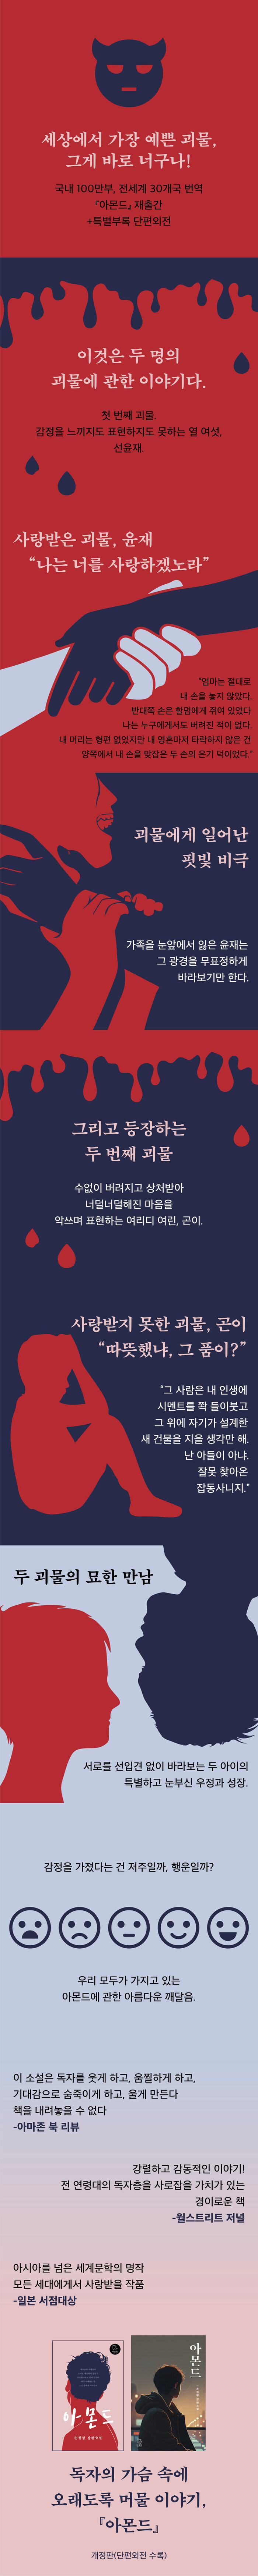 세상에서 가장 예쁜 괴물,
그게 바로 너구나!
국내 100만부, 전세계 30개국 번역
『아몬드』 재출간
+특별부록 단편외전
이것은 두 명의
괴물에 관한 이야기다.
첫 번째 괴물.
감정을 느끼지도 표현하지도 못하는 열 여섯,
선윤재.
사랑받은 괴물, 윤재
“나는 너를 사랑하겠노라”
"엄마는 절대로
내 손을 놓지 않았다.
반대쪽 손은 할멈에게 쥐여 있었다
나는 누구에게서도 버려진 적이 없다.
내 머리는 형편 없었지만 내 영혼마저 타락하지 않은 건
양쪽에서 내 손을 맞잡은 두 손의 온기 덕이었다."
괴물에게 일어난
핏빛 비극
가족을 눈앞에서 잃은 윤재는
그 광경을 무표정하게
바라보기만 한다.
그리고 등장하는
두 번째 괴물
수없이 버려지고 상처받아
너덜너덜해진 마음을
악쓰며 표현하는 여리디 여린, 곤이.
사랑받지 못한 괴물, 곤이
“따뜻했냐, 그 품이?”
"그 사람은 내 인생에
시멘트를 쫙 들이붓고
그 위에 자기가 설계한
새 건물을 지을 생각만 해.
난 아들이 아냐.
잘못 찾아온
잡동사니지."
두 괴물의 묘한 만남
서로를 선입견 없이 바라보는 두 아이의
특별하고 눈부신 우정과 성장.
감정을 가졌다는 건 저주일까, 행운일까?
우리 모두가 가지고 있는
아몬드에 관한 아름다운 깨달음.
이 소설은 독자를 웃게 하고, 움찔하게 하고,
기대감으로 숨죽이게 하고, 울게 만든다
책을 내려놓을 수 없다
-아마존 북 리뷰
강렬하고 감동적인 이야기!
전 연령대의 독자층을 사로잡을 가치가 있는
경이로운 책
-월스트리트 저널
아시아를 넘은 세계문학의 명작
모든 세대에게서 사랑받을 작품
-일본 서점대상
아몬드
손원평 장편소설
아몬드
독자의 가슴 속에
오래도록 머물 이야기,
『아몬드』
개정판(단편외전 수록)